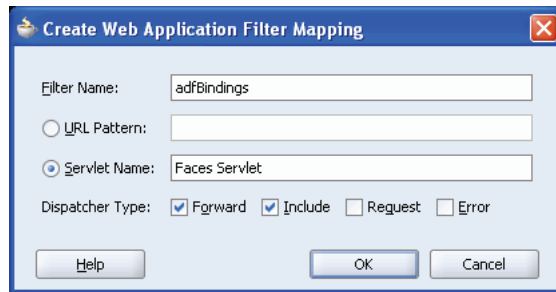 Create Web Application Filter Mapping
Filter Name: adfBindings
URL Pattern:
Servlet Name: Faces Servlet
Dispatcher Type: Forward Include Request Error
Help OK Cancel